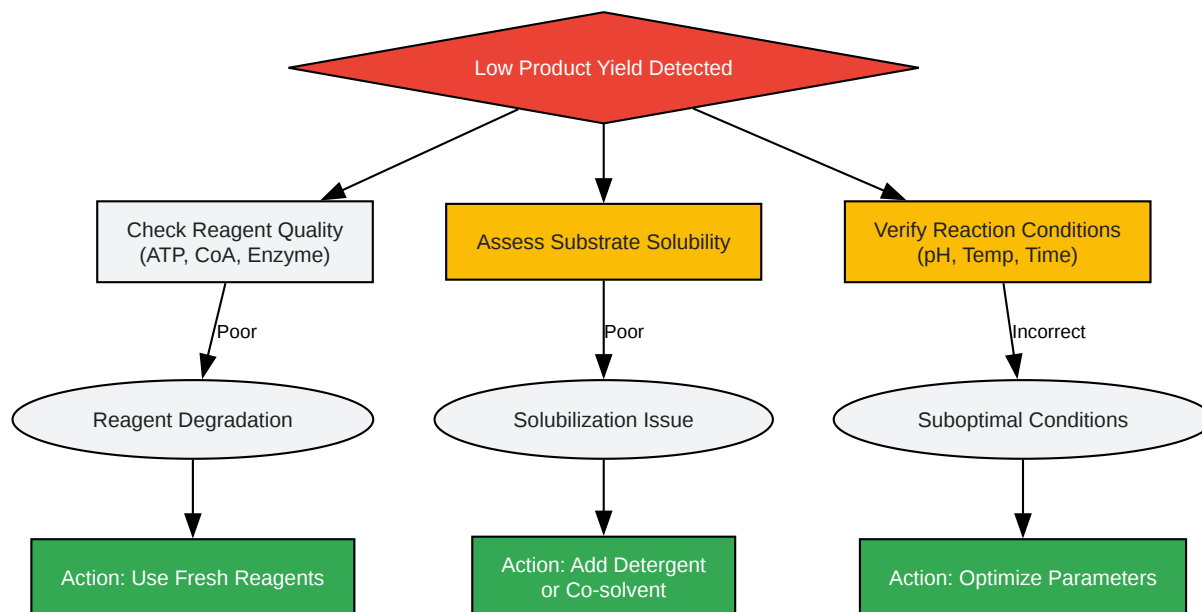 Low Product Yield Detected
Check Reagent Quality
(ATP, CoA, Enzyme)
Assess Substrate Solubility
Verify Reaction Conditions
(pH, Temp, Time)
Poor
Poor
Incorrect
Reagent Degradation
Solubilization Issue
Suboptimal Conditions
Action: Use Fresh Reagents
Action: Add Detergent
or Co-solvent
Action: Optimize Parameters